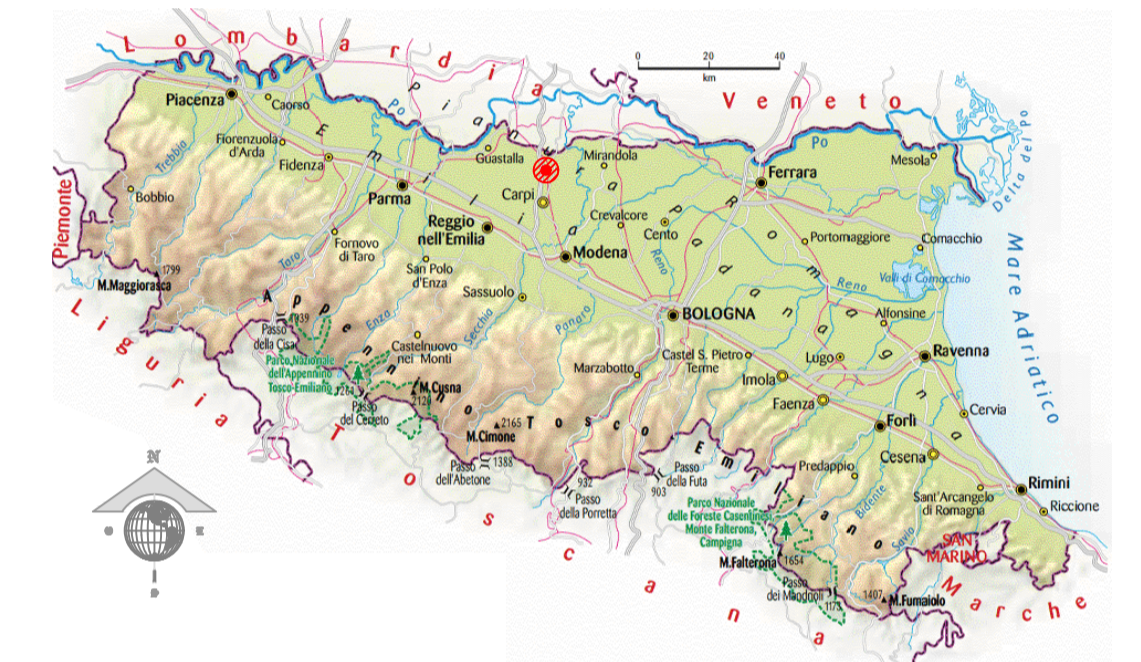 Lombardia
Veneto
0 20 40
km
Piacenza
Caorso
Po
Pianura Padana
Po
Delta del Po
Fiorenzuola
d'Arda
Trebbio
Fidenza
Emilia
Guastalla
Mirandola
Mesola
Ferrara
Piemonte
Bobbio
Parma
Carpi
Crevalcore
Cento
Romagna
Portomaggiore
Comacchio
Reggio
nell'Emilia
Fornovo
di Taro
Taro
Modena
Reno
Mare Adriatico
M.Maggiorasca
1799
San Polo
d'Enza
Sassuolo
Valli di Comacchio
Reno
Liguria
Appennino Tosco Emiliano
1039
Passo
della Cisa
Enza
Secchia
Panaro
BOLOGNA
Alfonsine
Parco Nazionale
dell'Appennino
Tosco-Emiliano
Castelnuovo
nei Monti
Marzabotto
Castel S. Pietro
Terme
Lugo
Ravenna
Imola
1261
M.Cusna
2120
Passo
del Cerreto
Faenza
Cervia
2165
M.Cimone
Forlì
Toscana
Passo
dell'Abetone
1388
932
Passo
della Porretta
903
Passo
della Futa
Predappio
Cesena
N
O
E
Parco Nazionale
delle Foreste Casentinesi
Monte Falterona,
Campigna
Bidente
Savio
Sant'Arcangelo
di Romagna
Rimini
Riccione
SAN
MARINO
M.Falterona
1654
Passo
dei Mandrioli
1173
1407
M.Fumaiolo
Marche